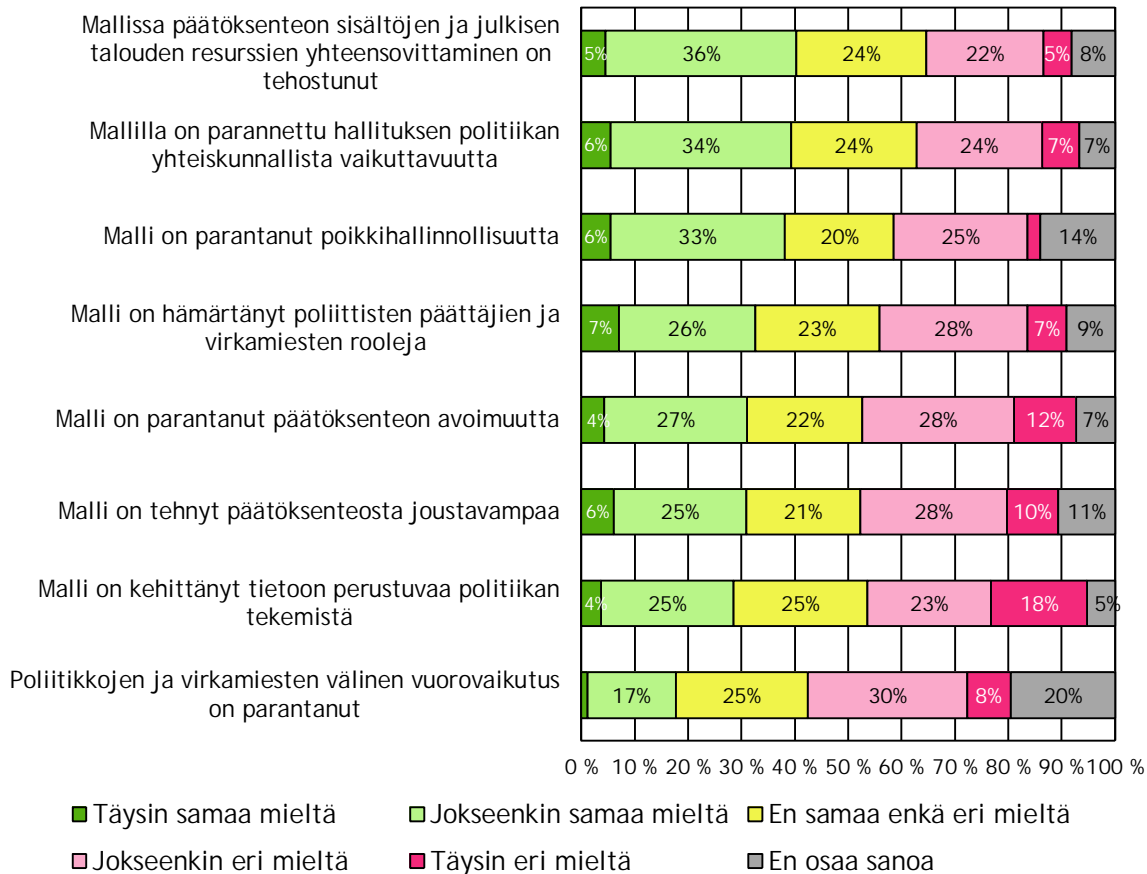 Mallissa päätöksenteon sisältöjen ja julkisen
talouden resurssien yhteensovittaminen on
tehostunut
5% 36% 24% 22% 5% 8%
Mallilla on parannettu hallituksen politiikan
yhteiskunnallista vaikuttavuutta
6% 34% 24% 24% 7% 7%
Malli on parantanut poikkihallinnollisuutta
6% 33% 20% 25% 14%
Malli on hämärtänyt poliittisten päättäjien ja
virkamiesten rooleja
7% 26% 23% 28% 7% 9%
Malli on parantanut päätöksenteon avoimuutta
4% 27% 22% 28% 12% 7%
Malli on tehnyt päätöksenteosta joustavampaa
6% 25% 21% 28% 10% 11%
Malli on kehittänyt tietoon perustuvaa politiikan
tekemistä
4% 25% 25% 23% 18% 5%
Poliitikkojen ja virkamiesten välinen vuorovaikutus
on parantanut
17% 25% 30% 8% 20%
0 % 10 % 20 % 30 % 40 % 50 % 60 % 70 % 80 % 90 % 100 %
Täysin samaa mieltä Jokseenkin samaa mieltä En samaa enkä eri mieltä
Jokseenkin eri mieltä Täysin eri mieltä En osaa sanoa